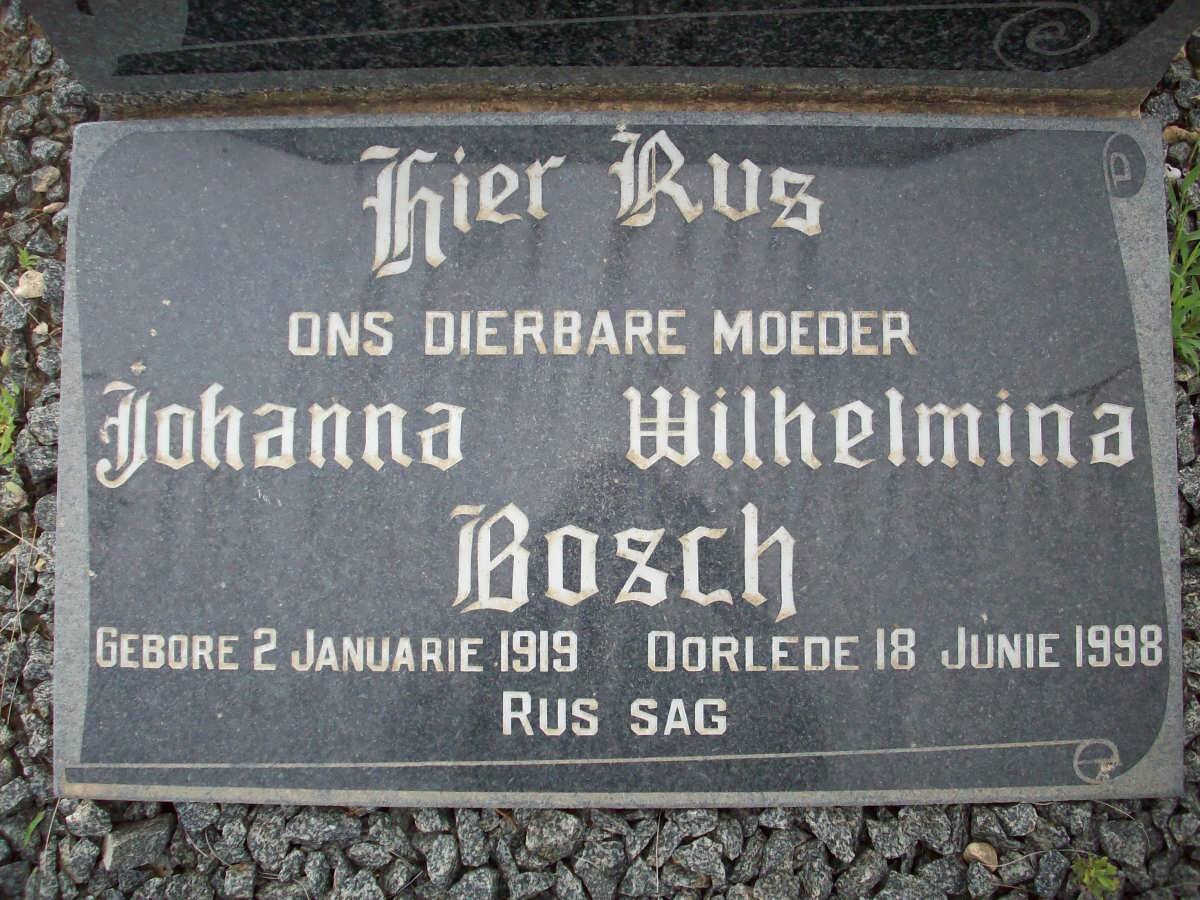 Hier Rus
ONS DIERBARE MOEDER
Johanna Wilhelmina
Bosch
GEBORE 2 JANUARIE 1919 OORLEDE 18 JUNIE 1998
RUS SAG